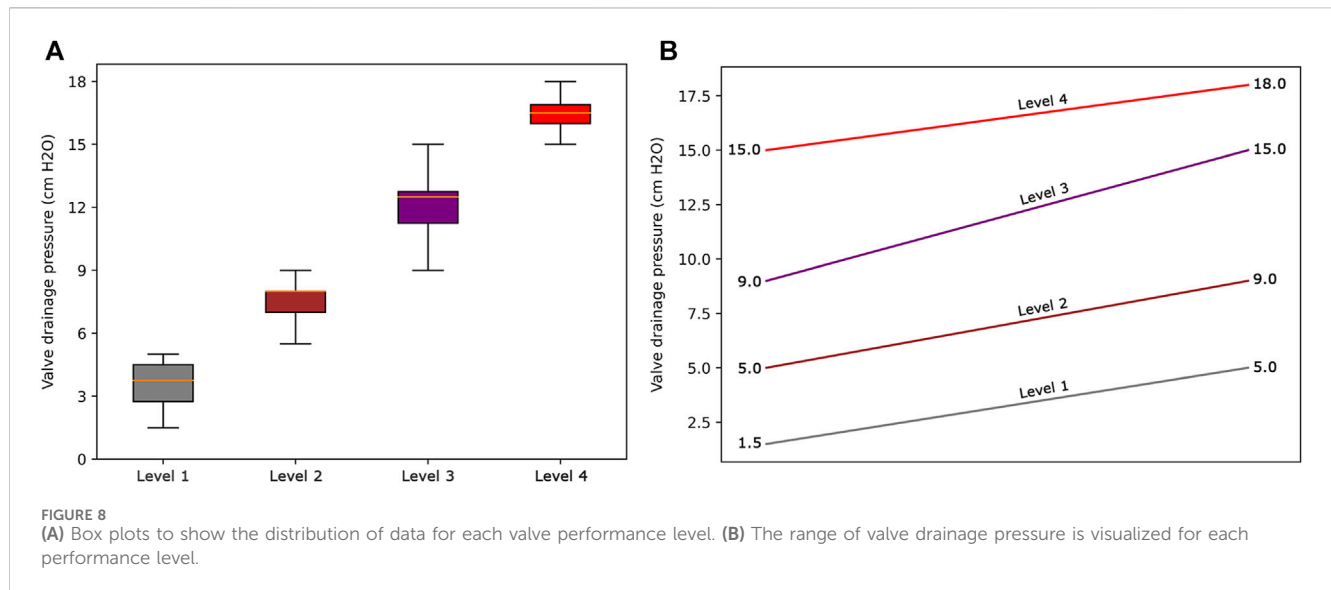 A
Valve drainage pressure (cm H2O)
18
15
12
9
6
3
0
Level 1
Level 2
Level 3
Level 4
B
Valve drainage pressure (cm H2O)
17.5
15.0
12.5
10.0
7.5
5.0
2.5
15.0
Level 4
18.0
9.0
Level 3
15.0
5.0
Level 2
9.0
1.5
Level 1
5.0
FIGURE 8
(A) Box plots to show the distribution of data for each valve performance level. (B) The range of valve drainage pressure is visualized for each
performance level.